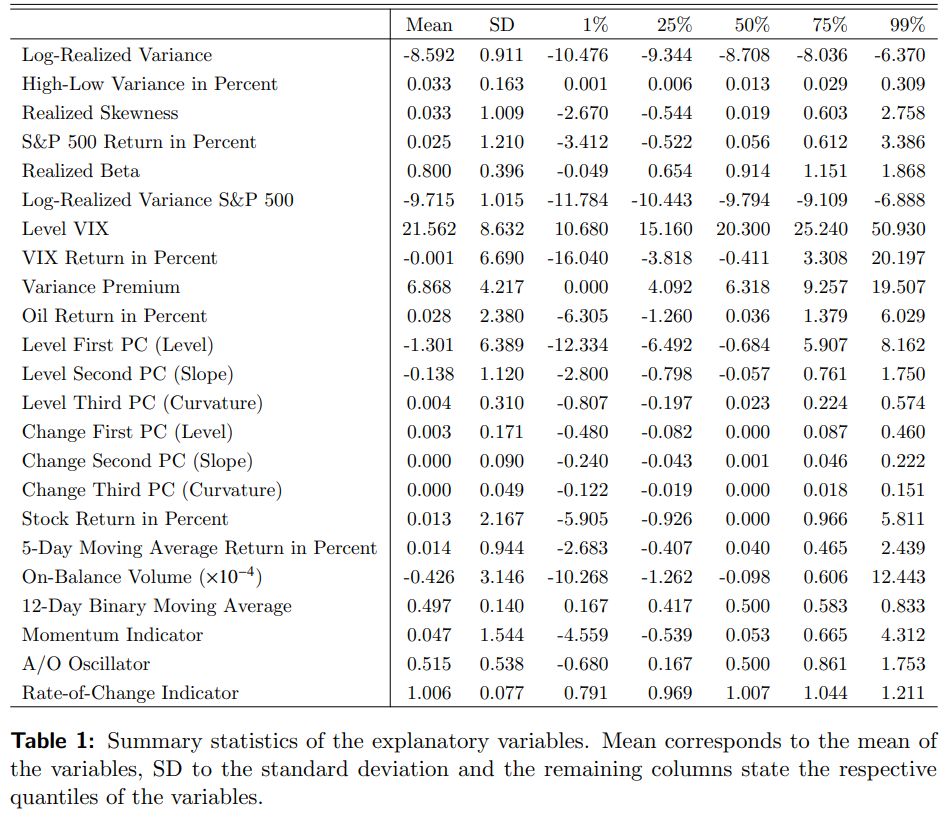 Mean SD 1% 25% 50% 75% 99%
Log-Realized Variance -8.592 0.911 -10.476 -9.344 -8.708 -8.036 -6.370
High-Low Variance in Percent 0.033 0.163 0.001 0.006 0.013 0.029 0.309
Realized Skewness 0.033 1.009 -2.670 -0.544 0.019 0.603 2.758
S&P 500 Return in Percent 0.025 1.210 -3.412 -0.522 0.056 0.612 3.386
Realized Beta 0.800 0.396 -0.049 0.654 0.914 1.151 1.868
Log-Realized Variance S&P 500 -9.715 1.015 -11.784 -10.443 -9.794 -9.109 -6.888
Level VIX 21.562 8.632 10.680 15.160 20.300 25.240 50.930
VIX Return in Percent -0.001 6.690 -16.040 -3.818 -0.411 3.308 20.197
Variance Premium 6.868 4.217 0.000 4.092 6.318 9.257 19.507
Oil Return in Percent 0.028 2.380 -6.305 -1.260 0.036 1.379 6.029
Level First PC (Level) -1.301 6.389 -12.334 -6.492 -0.684 5.907 8.162
Level Second PC (Slope) -0.138 1.120 -2.800 -0.798 -0.057 0.761 1.750
Level Third PC (Curvature) 0.004 0.310 -0.807 -0.197 0.023 0.224 0.574
Change First PC (Level) 0.003 0.171 -0.480 -0.082 0.000 0.087 0.460
Change Second PC (Slope) 0.000 0.090 -0.240 -0.043 0.001 0.046 0.222
Change Third PC (Curvature) 0.000 0.049 -0.122 -0.019 0.000 0.018 0.151
Stock Return in Percent 0.013 2.167 -5.905 -0.926 0.000 0.966 5.811
5-Day Moving Average Return in Percent 0.014 0.944 -2.683 -0.407 0.040 0.465 2.439
On-Balance Volume (×10⁻⁴) -0.426 3.146 -10.268 -1.262 -0.098 0.606 12.443
12-Day Binary Moving Average 0.497 0.140 0.167 0.417 0.500 0.583 0.833
Momentum Indicator 0.047 1.544 -4.559 -0.539 0.053 0.665 4.312
A/O Oscillator 0.515 0.538 -0.680 0.167 0.500 0.861 1.753
Rate-of-Change Indicator 1.006 0.077 0.791 0.969 1.007 1.044 1.211
Table 1: Summary statistics of the explanatory variables. Mean corresponds to the mean of
the variables, SD to the standard deviation and the remaining columns state the respective
quantiles of the variables.